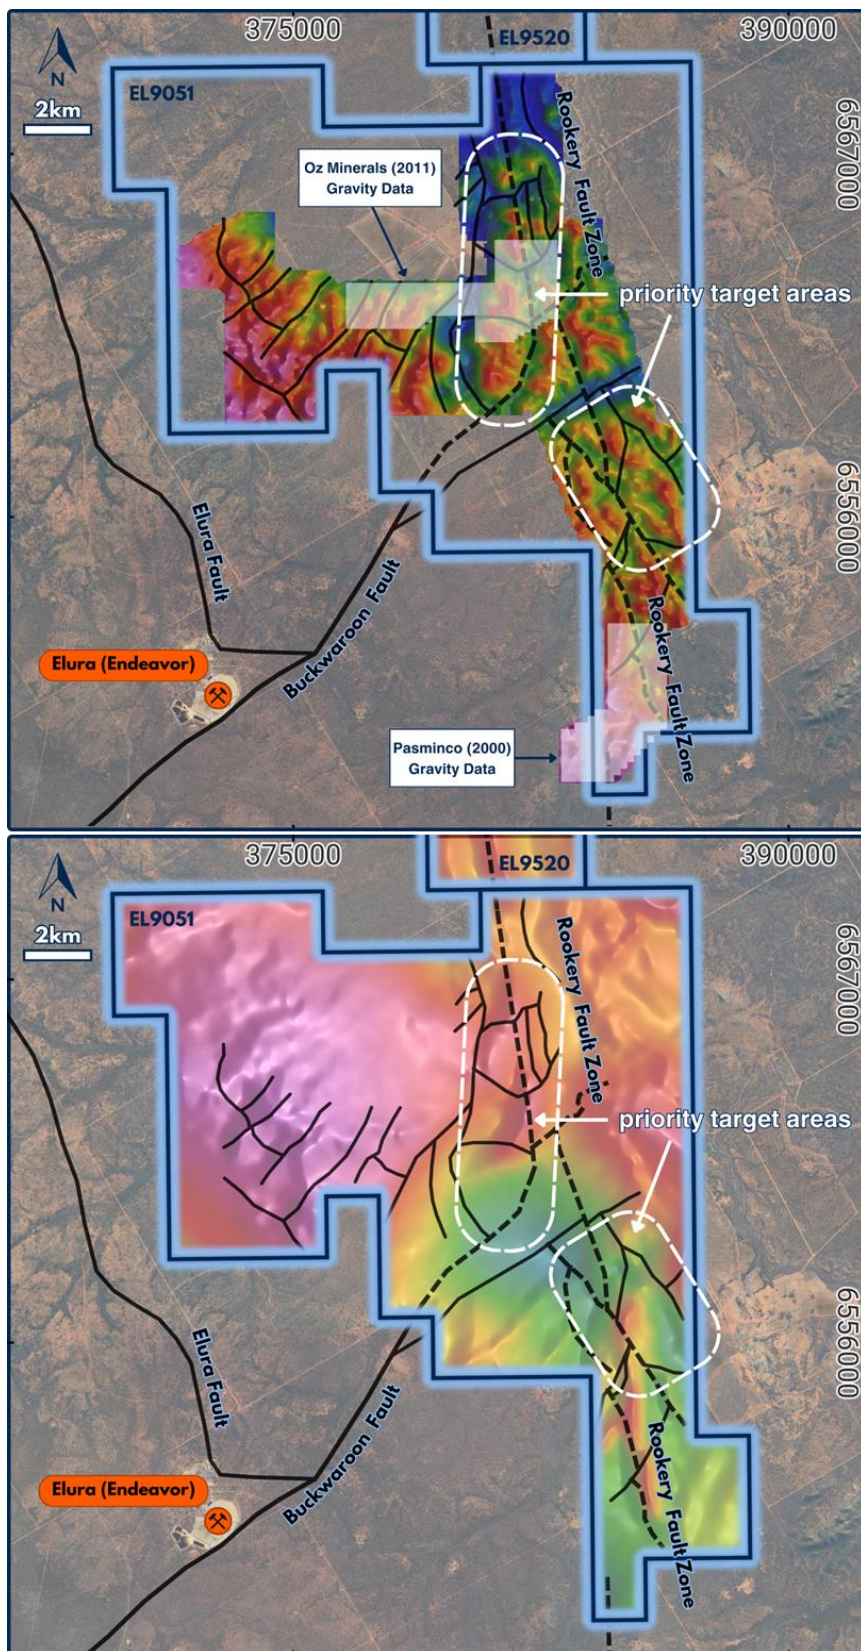 375000
EL9520
390000
N
EL9051
2km
Rookery Fault Zone
6567000
Oz Minerals (2011)
Gravity Data
priority target areas
6556000
Elura Fault
Buckwaroon Fault
Rookery Fault Zone
Elura (Endeavor)
Pasminco (2000)
Gravity Data
375000
EL9520
390000
N
EL9051
2km
Rookery Fault Zone
6567000
priority target areas
6556000
Elura Fault
Buckwaroon Fault
Rookery Fault Zone
Elura (Endeavor)